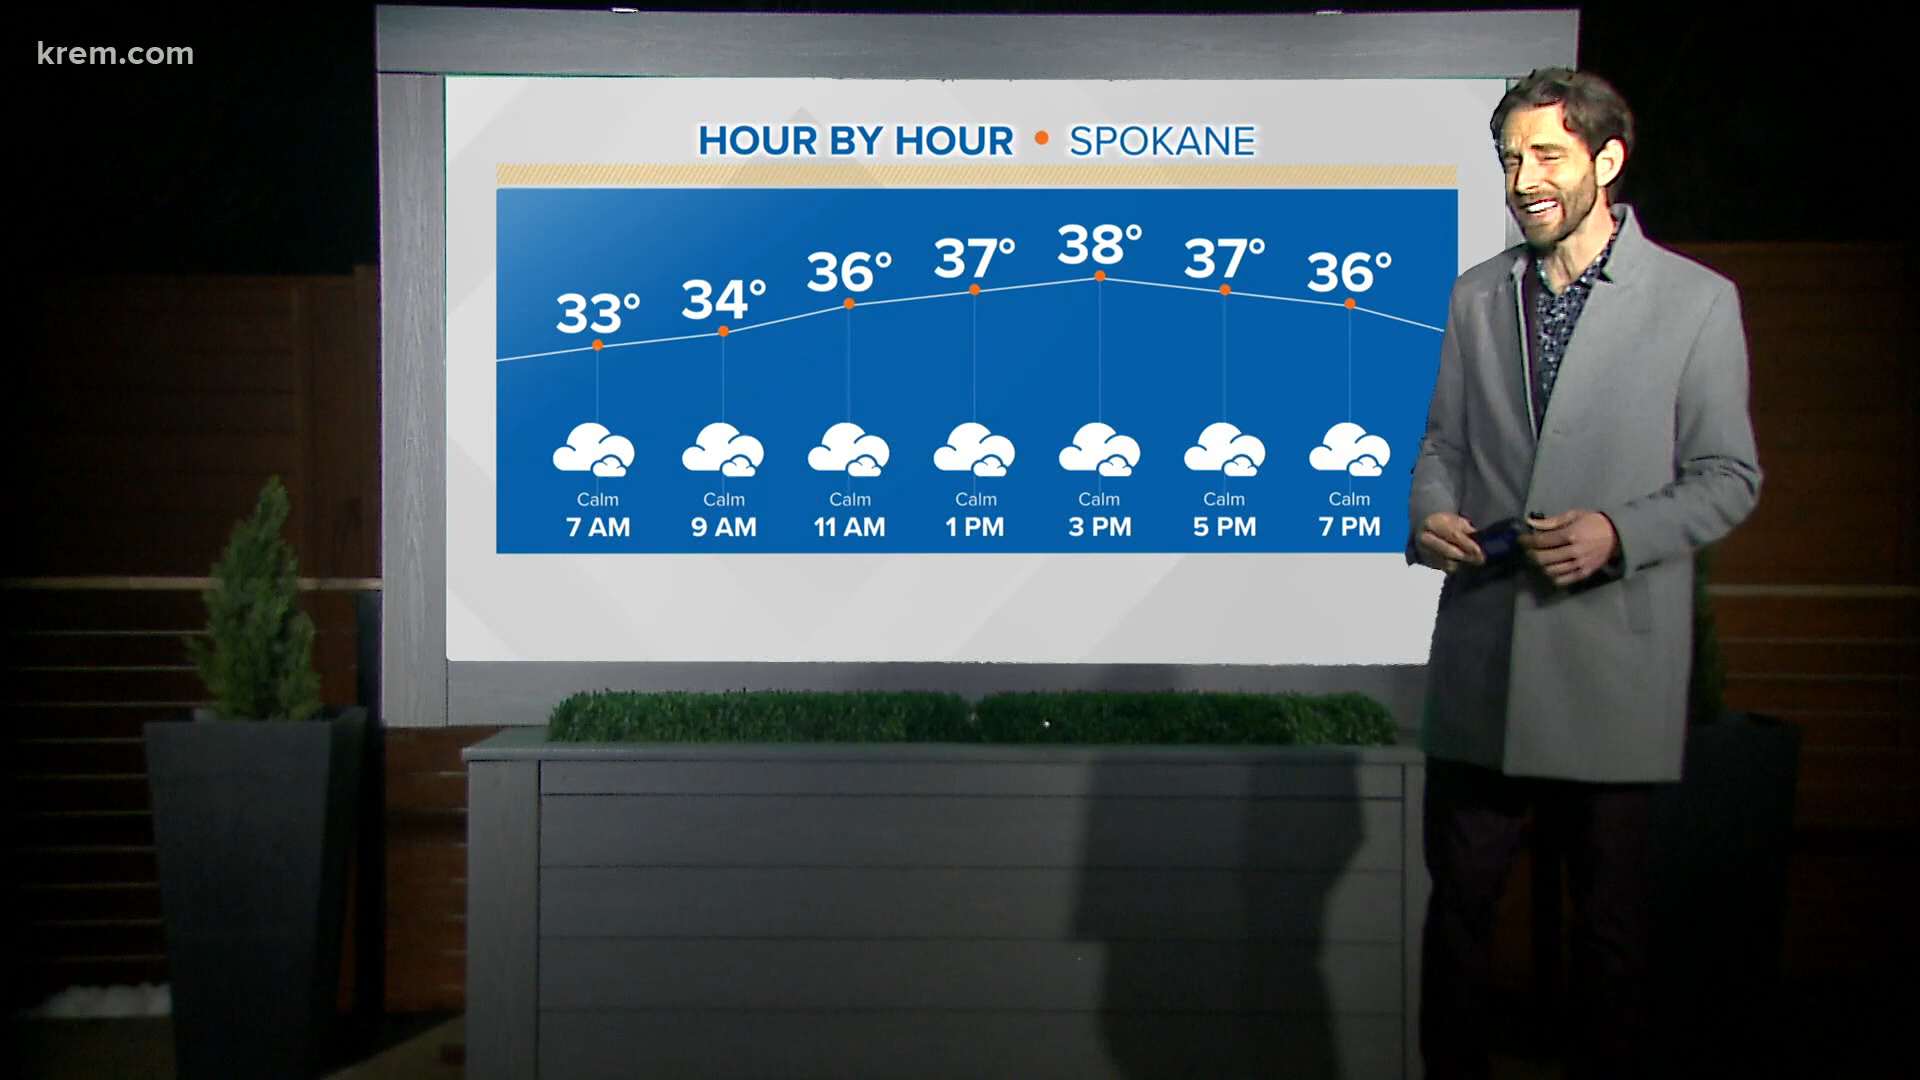 krem.com
HOUR BY HOUR • SPOKANE
33° 34° 36° 37° 38° 37° 36°
Calm Calm Calm Calm Calm Calm Calm
7 AM 9 AM 11 AM 1 PM 3 PM 5 PM 7 PM